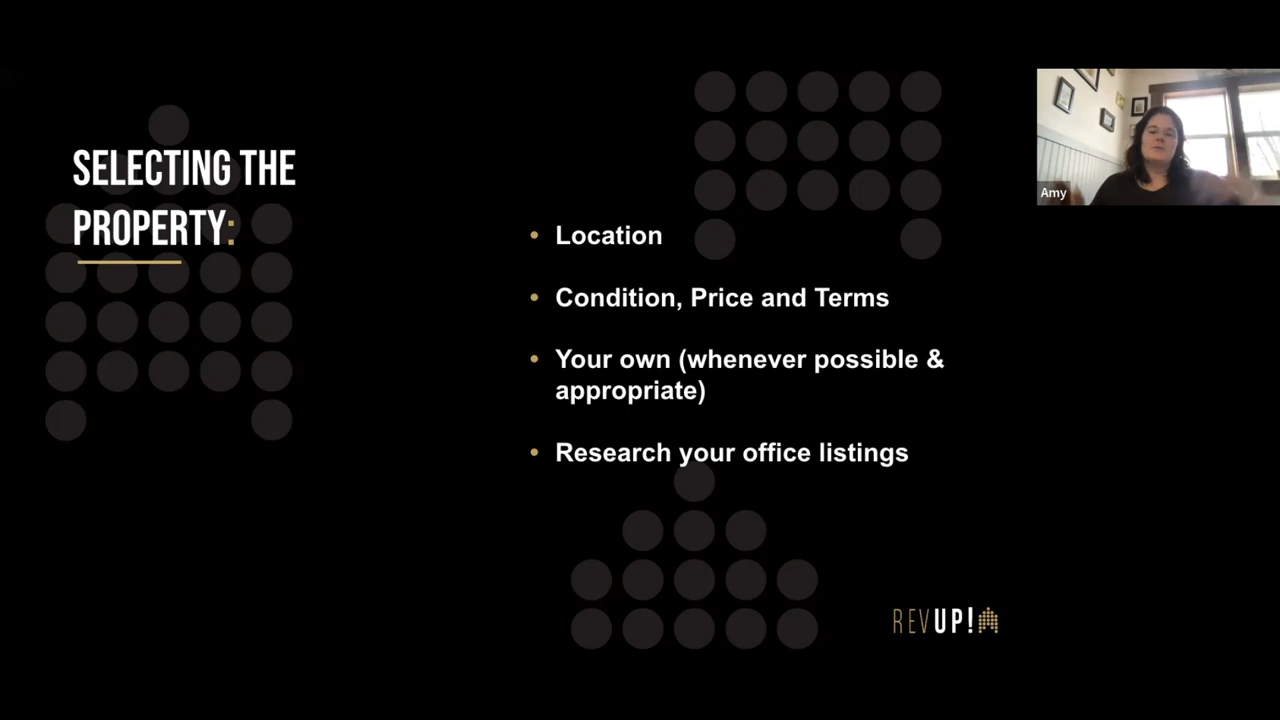 SELECTING THE
PROPERTY:
• Location
• Condition, Price and Terms
• Your own (whenever possible &
appropriate)
• Research your office listings
Amy
REVUP!